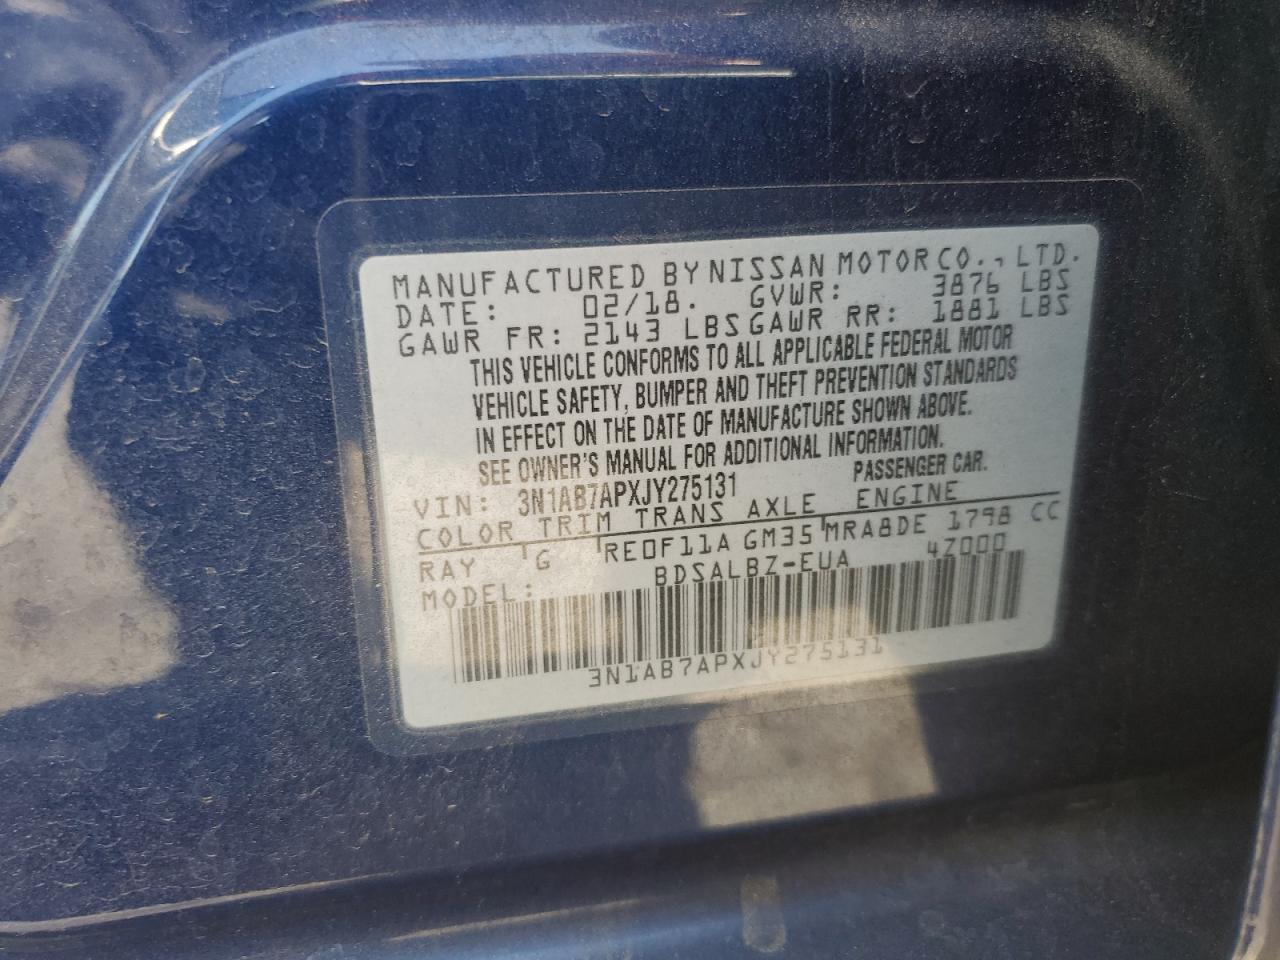 MANUFACTURED BY NISSAN MOTOR CO., LTD.
DATE: 02/18. GVWR: 3876 LBS
GAWR FR: 2143 LBS GAWR RR: 1881 LBS
THIS VEHICLE CONFORMS TO ALL APPLICABLE FEDERAL MOTOR
VEHICLE SAFETY, BUMPER AND THEFT PREVENTION STANDARDS
IN EFFECT ON THE DATE OF MANUFACTURE SHOWN ABOVE.
SEE OWNER'S MANUAL FOR ADDITIONAL INFORMATION.
VIN: 3N1AB7APXJY275131 PASSENGER CAR.
COLOR TRIM TRANS AXLE ENGINE
RAY G RE0F11A GM35 MRA8DE 1798 CC
MODEL: BDSALBZ-EUA 4Z000
3N1AB7APXJY275131